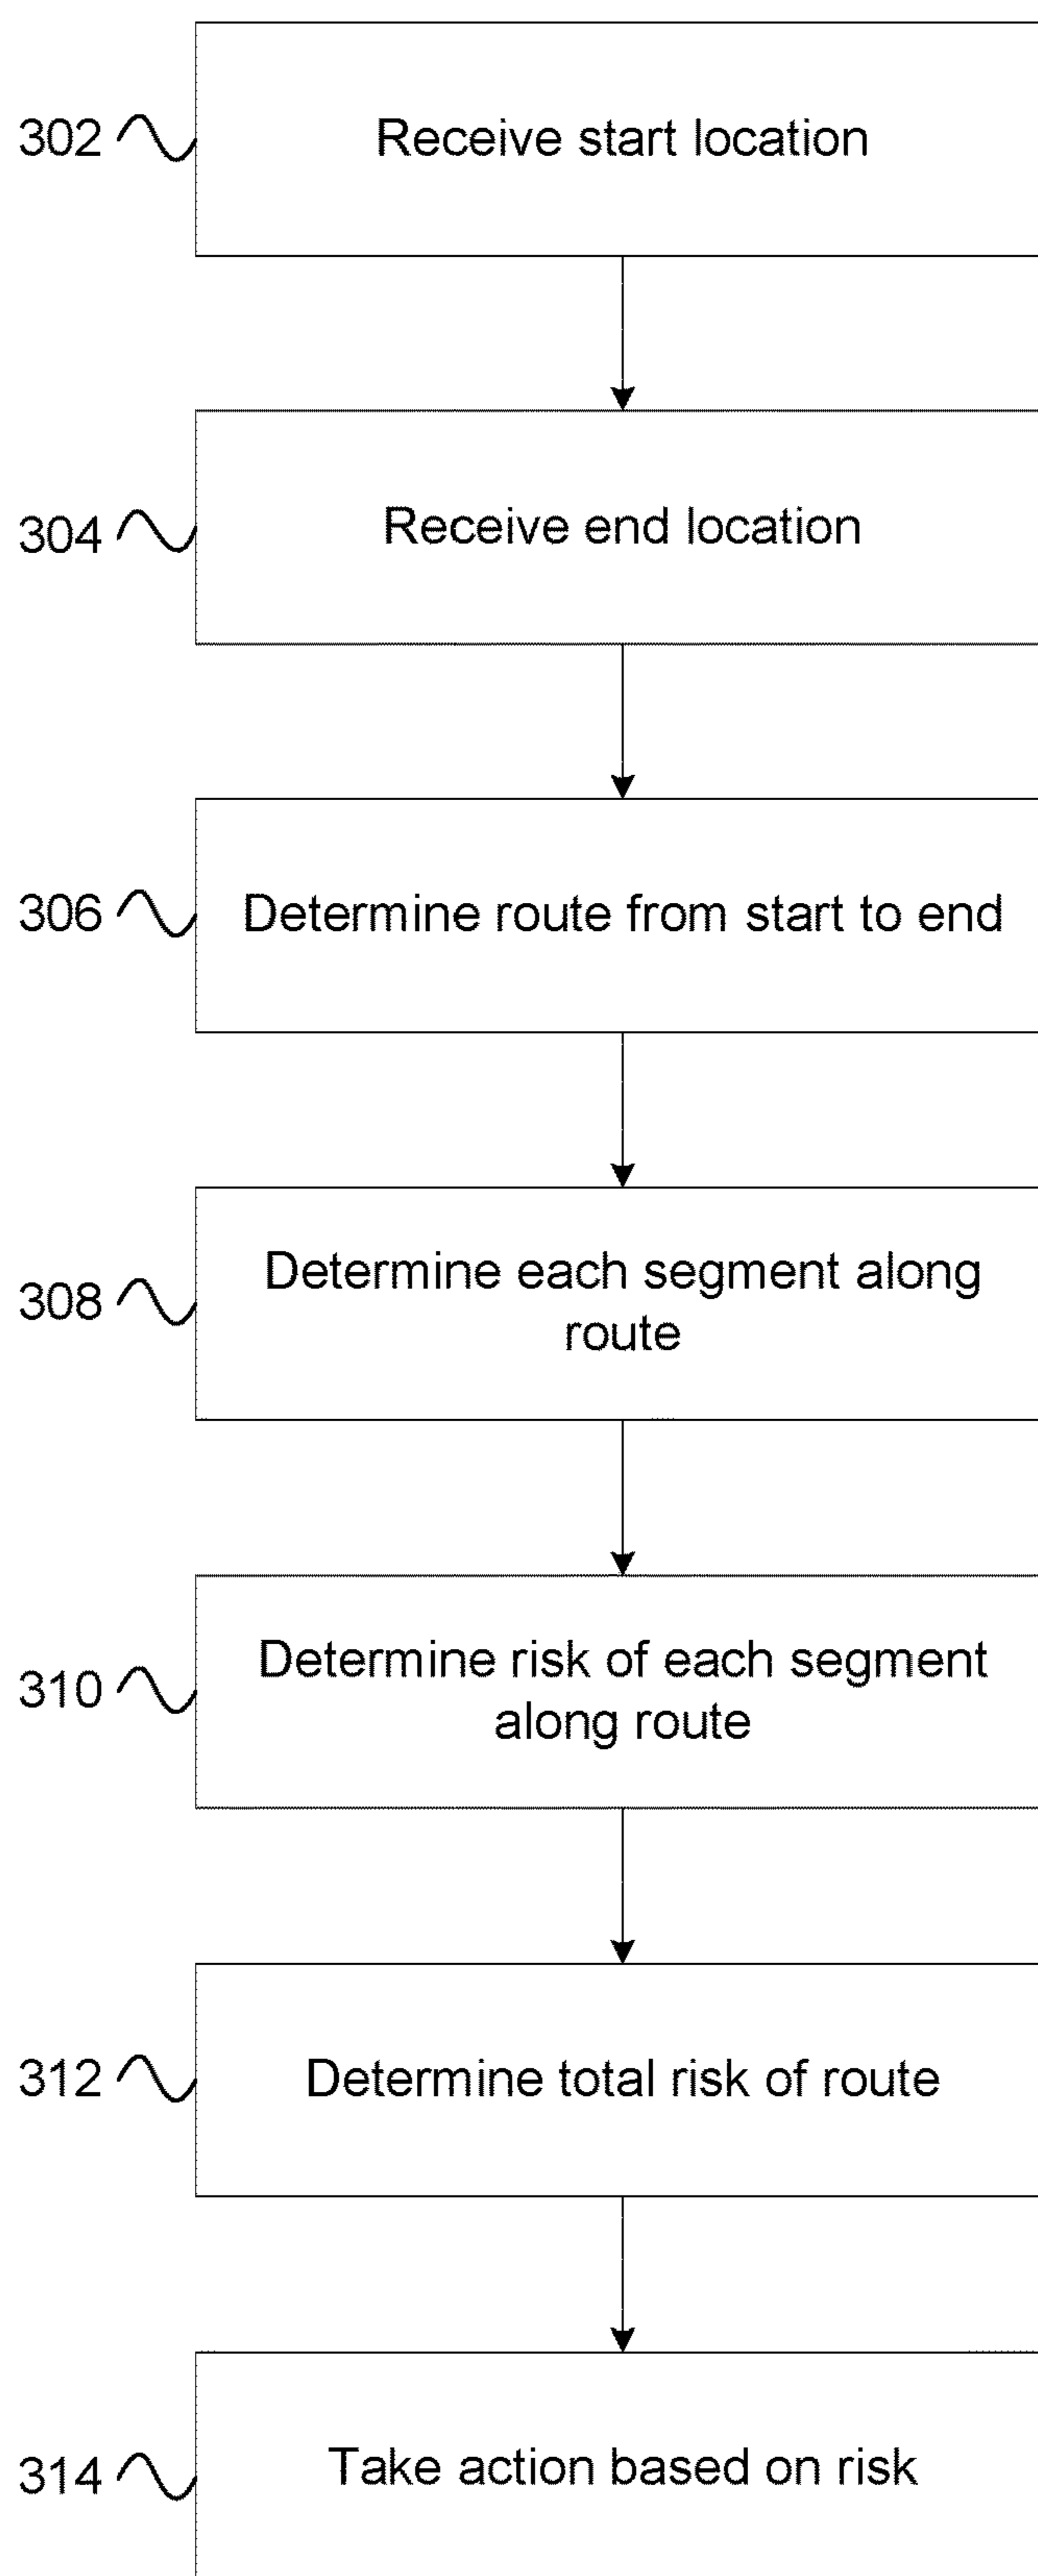 302
Receive start location
304
Receive end location
306
Determine route from start to end
308
Determine each segment along
route
310
Determine risk of each segment
along route
312
Determine total risk of route
314
Take action based on risk